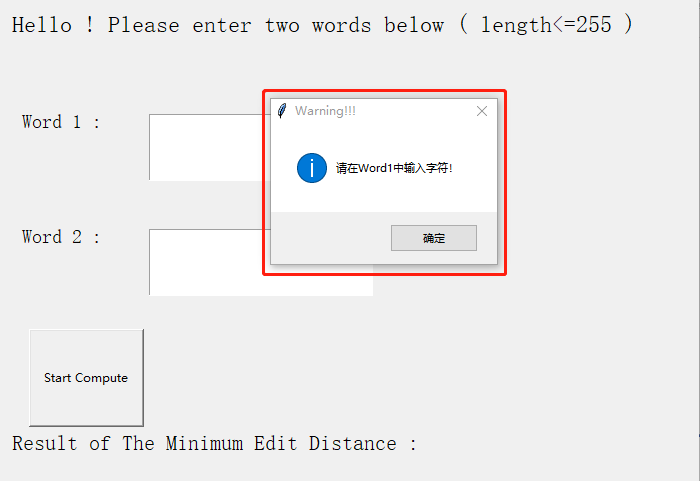 Hello ! Please enter two words below ( length<=255 )
Word 1 :
Warning!!!
请在Word1中输入字符!
确定
Word 2 :
Start Compute
Result of The Minimum Edit Distance :